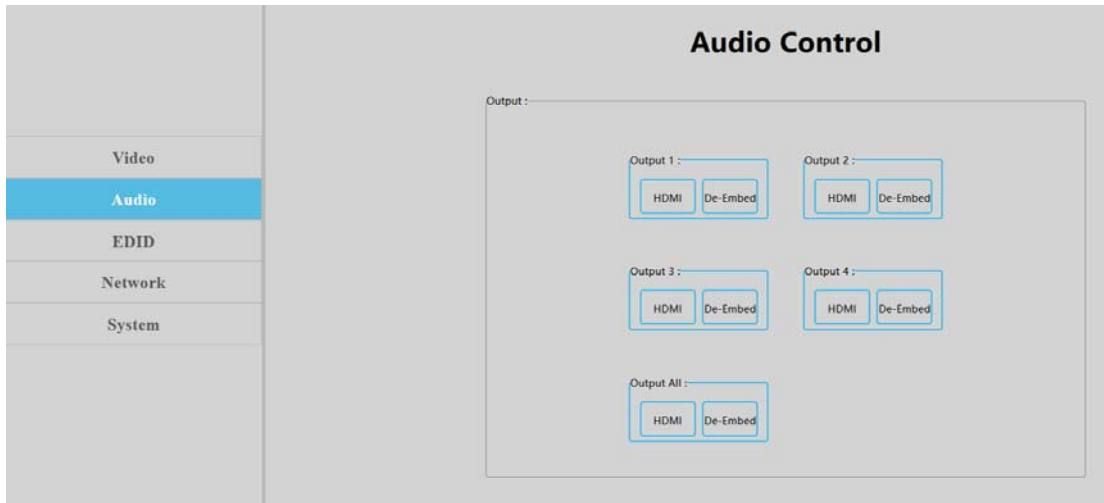 Video
Audio
EDID
Network
System
Audio Control
Output :
Output 1 :
HDMI De-Embed
Output 2 :
HDMI De-Embed
Output 3 :
HDMI De-Embed
Output 4 :
HDMI De-Embed
Output All :
HDMI De-Embed